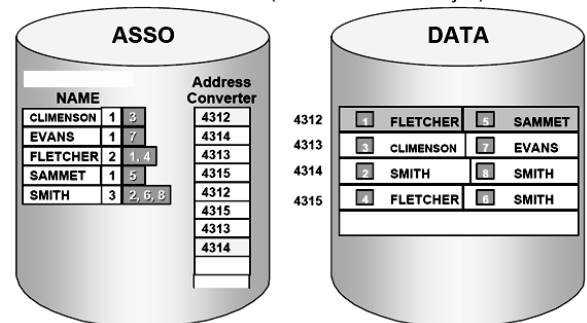 ASSO
NAME
CLIMENSON 1 3
EVANS 1 7
FLETCHER 2 1, 4
SAMMET 1 5
SMITH 3 2, 6, 8
Address
Converter
4312
4314
4313
4315
4312
4315
4313
4314
DATA
4312 1 FLETCHER 5 SAMMET
4313 3 CLIMENSON 7 EVANS
4314 2 SMITH 8 SMITH
4315 4 FLETCHER 6 SMITH